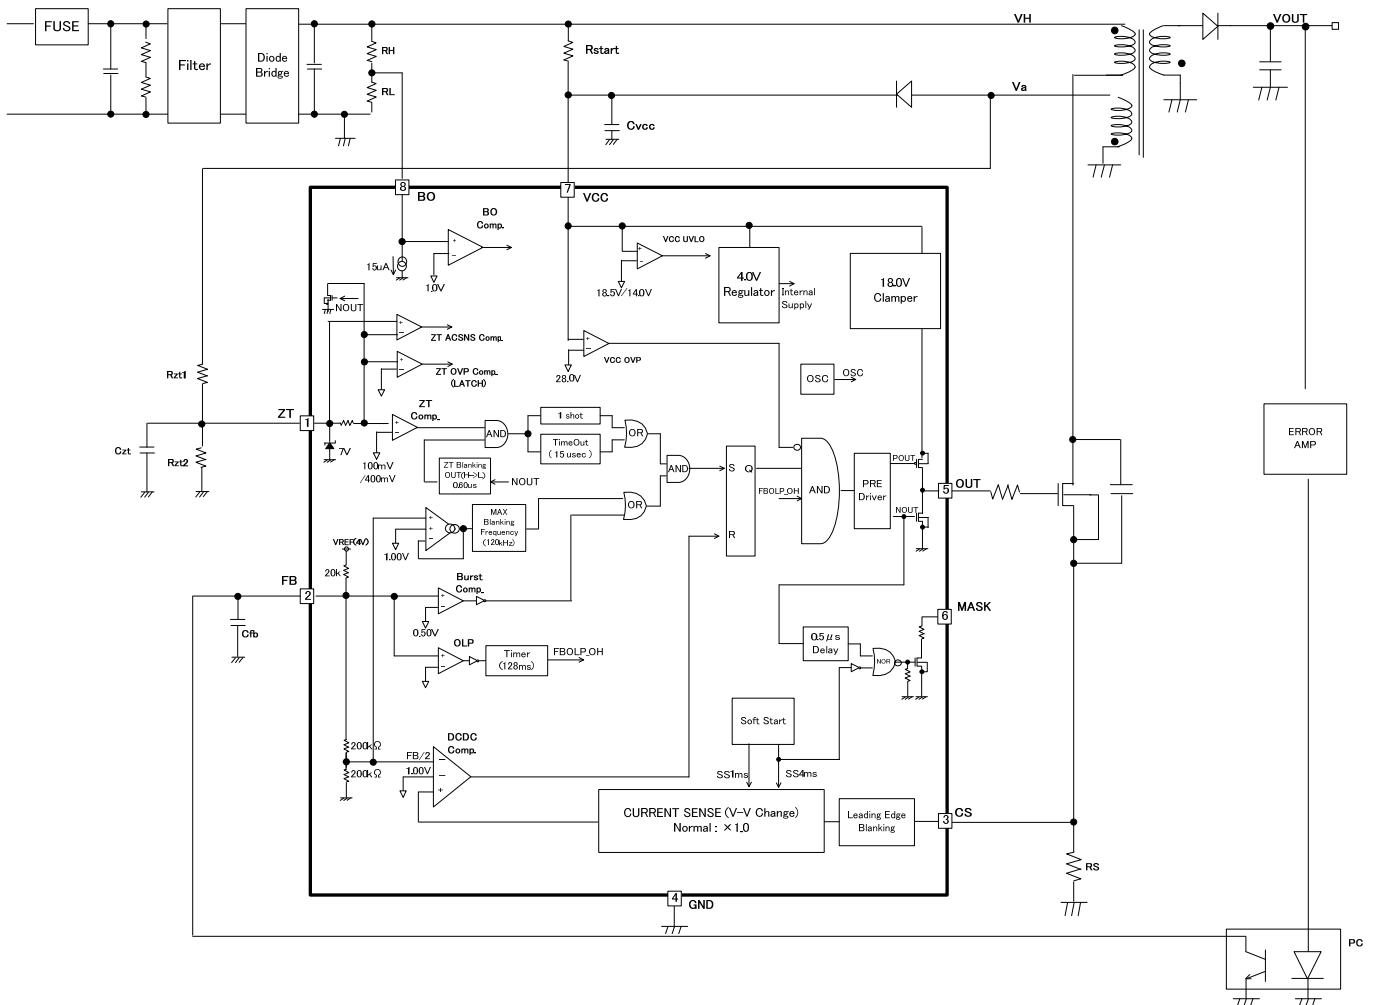 FUSE
Filter
Diode
Bridge
RH
RL
Rstart
Cvcc
VH
Va
VOUT
8
BO
7
VCC
BO
Comp.
15uA
1.0V
VCC UVLO
18.5V/14.0V
4.0V
Regulator
Internal
Supply
18.0V
Clamper
NOUT
ZT ACSNS Comp.
ZT OVP Comp.
(LATCH)
VCC OVP
28.0V
OSC
OSC
Rzt1
ZT
1
Czt
Rzt2
7V
ZT
Comp.
100mV
/400mV
AND
1 shot
TimeOut
( 15 usec )
OR
ZT Blanking
OUT(H->L)
0.60us
NOUT
AND
S
Q
R
FBOLP_OH
AND
PRE
Driver
POUT
NOUT
5
OUT
ERROR
AMP
OR
MAX
Blanking
Frequency
(120kHz)
1.00V
VREF(4V)
20k
FB
2
Cfb
Burst
Comp.
0.50V
OLP
Timer
(128ms)
FBOLP_OH
6
MASK
0.5μs
Delay
NOR
Soft Start
SS1ms
SS4ms
200kΩ
200kΩ
FB/2
1.00V
DCDC
Comp.
CURRENT SENSE (V-V Change)
Normal : ×1.0
Leading Edge
Blanking
3
CS
RS
4
GND
PC